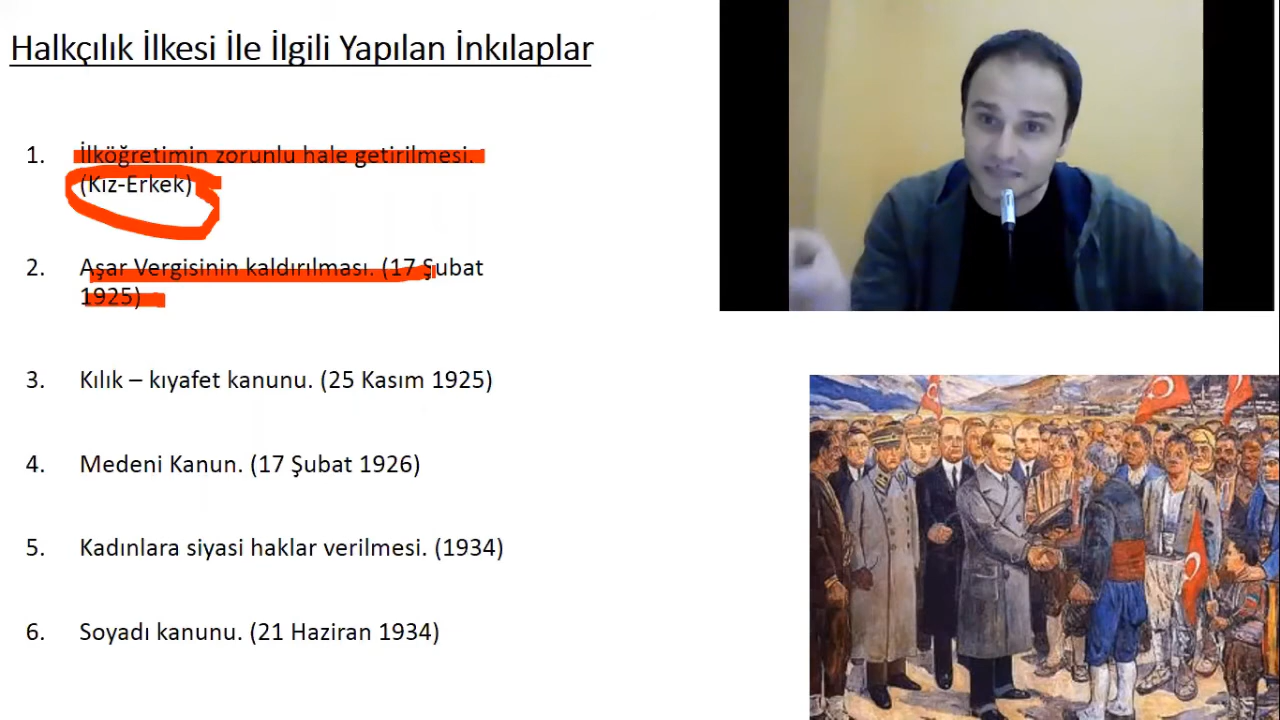 Halkçılık İlkesi İle İlgili Yapılan İnkılaplar
1. İlköğretimin zorunlu hale getirilmesi.
(Kız-Erkek)
2. Aşar Vergisinin kaldırılması. (17 Şubat
1925)
3. Kılık – kıyafet kanunu. (25 Kasım 1925)
4. Medeni Kanun. (17 Şubat 1926)
5. Kadınlara siyasi haklar verilmesi. (1934)
6. Soyadı kanunu. (21 Haziran 1934)